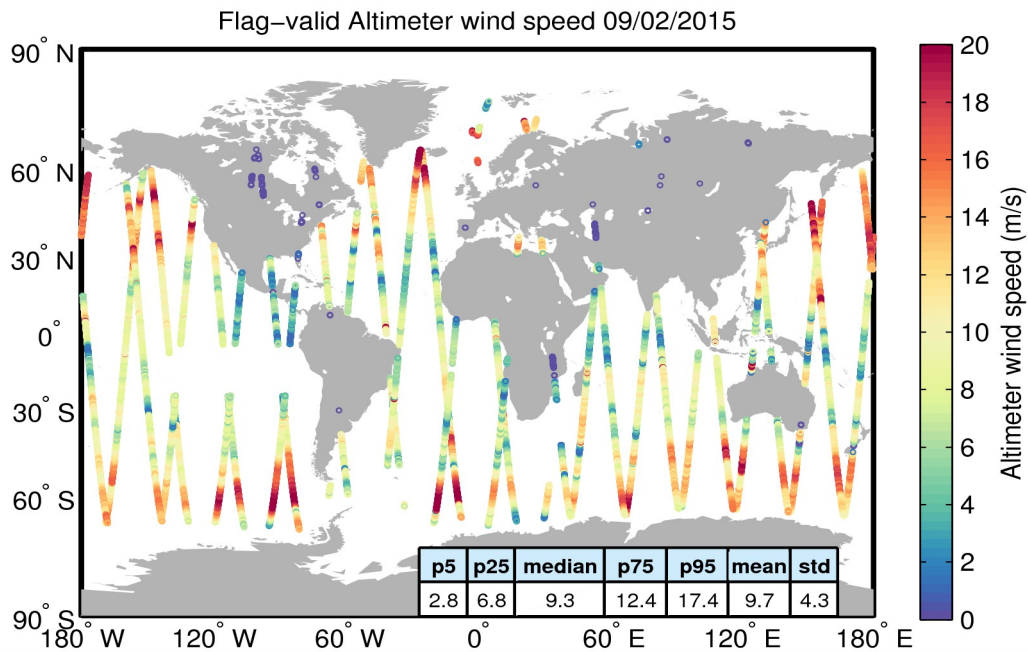 Flag−valid Altimeter wind speed 09/02/2015
90° N
60° N
30° N
0°
30° S
60° S
90° S
180° W
120° W
60° W
0°
60° E
120° E
180° E
p5 p25 median p75 p95 mean std
2.8 6.8 9.3 12.4 17.4 9.7 4.3
20
18
16
14
12
10
8
6
4
2
0
Altimeter wind speed (m/s)